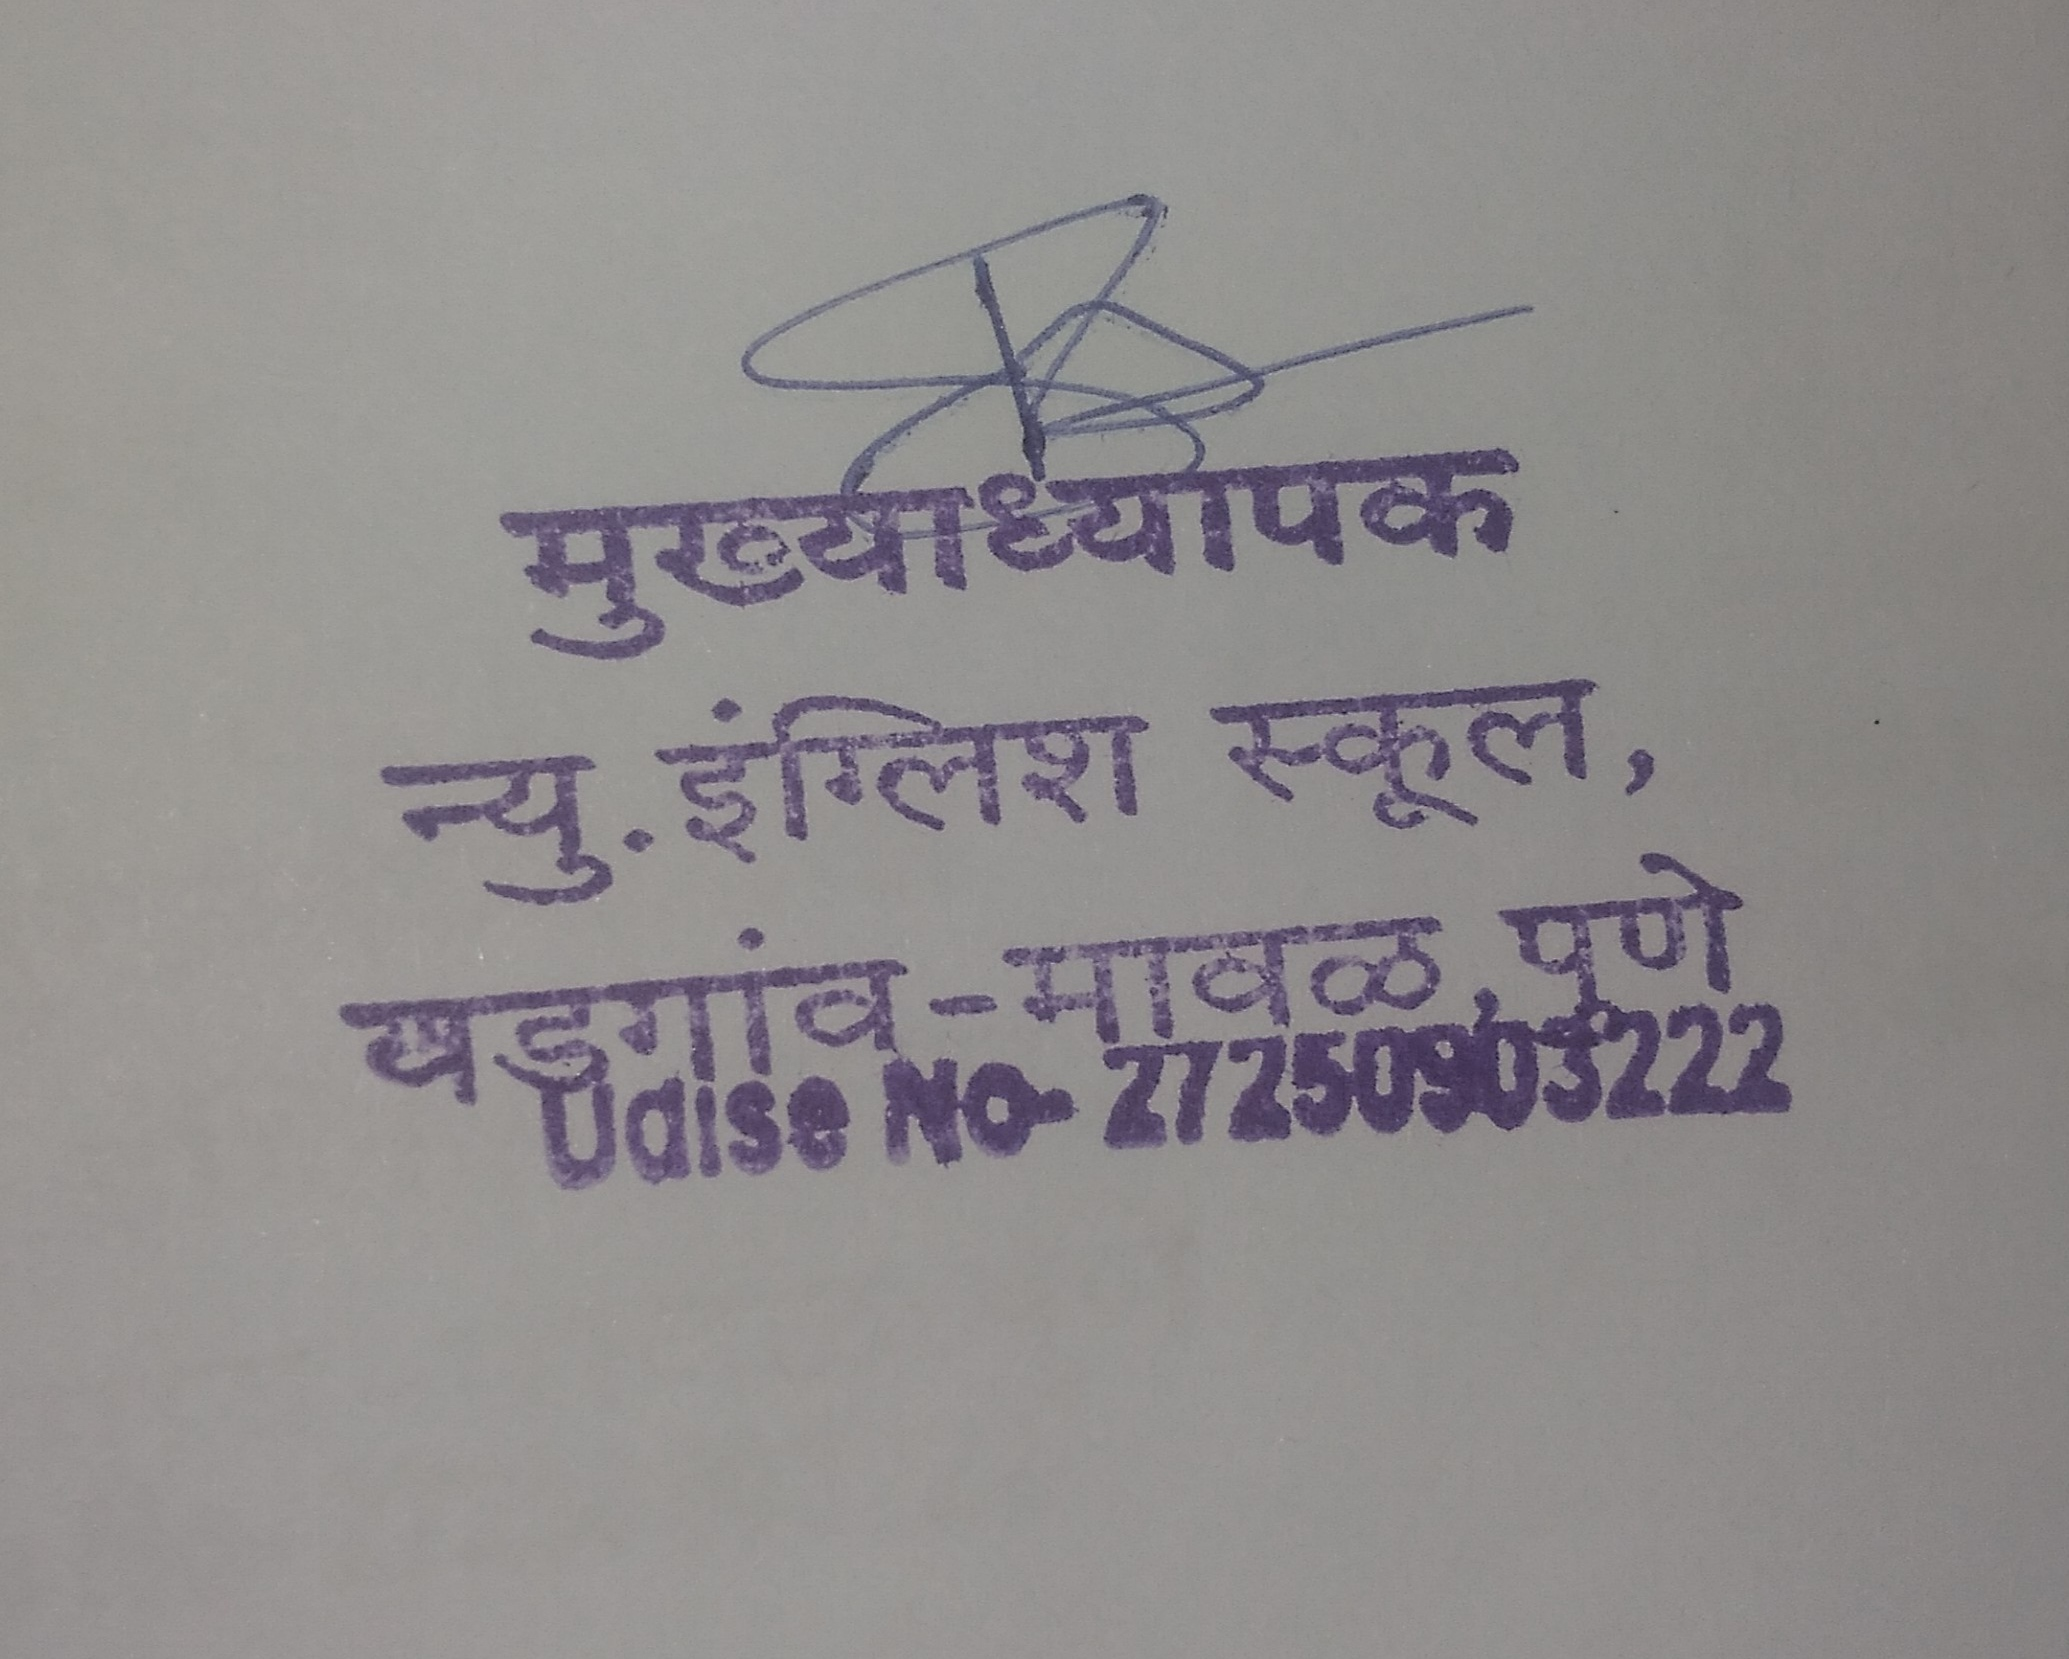 मुख्याध्यापक
न्यु. इंग्लिश स्कूल,
वडगांव-मावळ, पुणे
Udise No- 27250903222